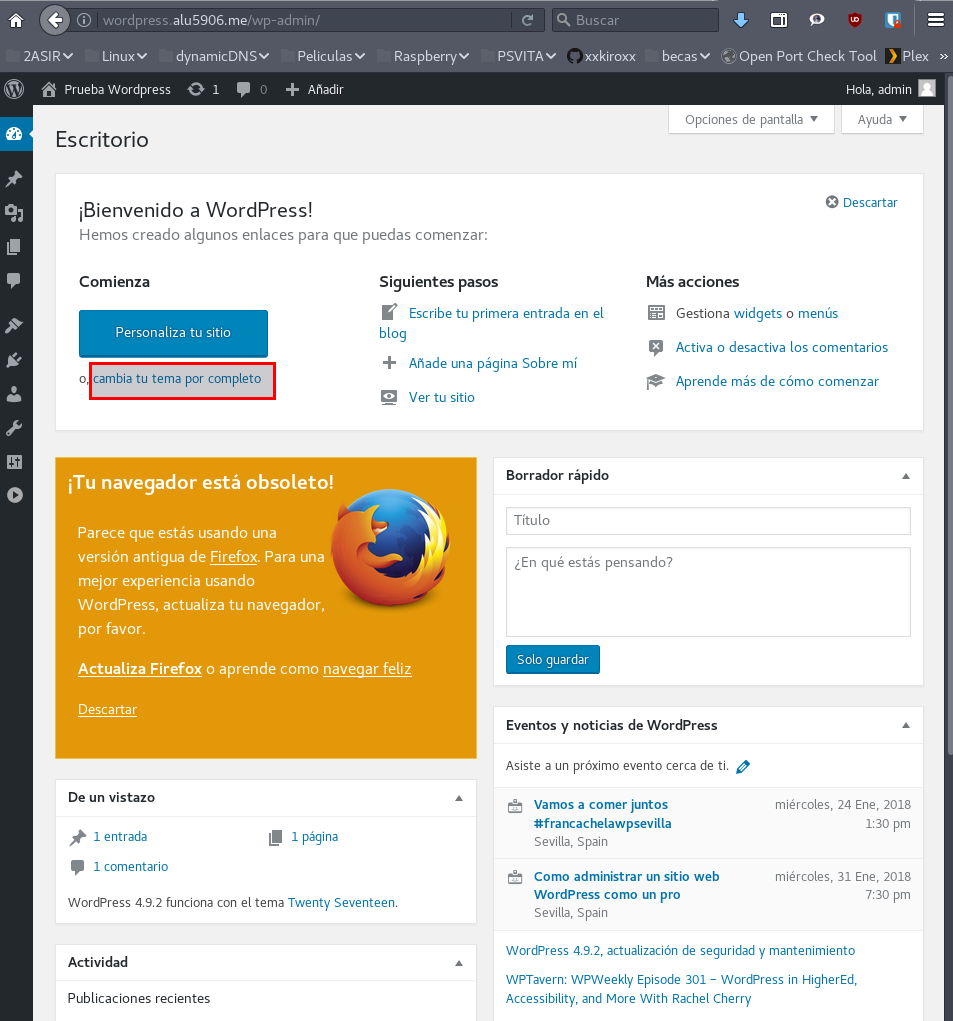 wordpress.alu5906.me/wp-admin/
Buscar
2ASIR Linux dynamicDNS Peliculas Raspberry PSVITA xxkiroxx becas Open Port Check Tool Plex »
Prueba Wordpress 1 0 Añadir Hola, admin
Opciones de pantalla Ayuda
Escritorio
¡Bienvenido a WordPress!
Descartar
Hemos creado algunos enlaces para que puedas comenzar:
Comienza
Personaliza tu sitio
o, cambia tu tema por completo
Siguientes pasos
Escribe tu primera entrada en el
blog
Añade una página Sobre mí
Ver tu sitio
Más acciones
Gestiona widgets o menús
Activa o desactiva los comentarios
Aprende más de cómo comenzar
¡Tu navegador está obsoleto!
Parece que estás usando una
versión antigua de Firefox. Para una
mejor experiencia usando
WordPress, actualiza tu navegador,
por favor.
Actualiza Firefox o aprende como navegar feliz
Descartar
De un vistazo
1 entrada
1 página
1 comentario
WordPress 4.9.2 funciona con el tema Twenty Seventeen.
Actividad
Publicaciones recientes
Borrador rápido
Título
¿En qué estás pensando?
Solo guardar
Eventos y noticias de WordPress
Asiste a un próximo evento cerca de ti.
Vamos a comer juntos miércoles, 24 Ene, 2018
#francachelawpsevilla 1:30 pm
Sevilla, Spain
Como administrar un sitio web miércoles, 31 Ene, 2018
WordPress como un pro 7:30 pm
Sevilla, Spain
WordPress 4.9.2, actualización de seguridad y mantenimiento
WPTavern: WPWeekly Episode 301 – WordPress in HigherEd,
Accessibility, and More With Rachel Cherry